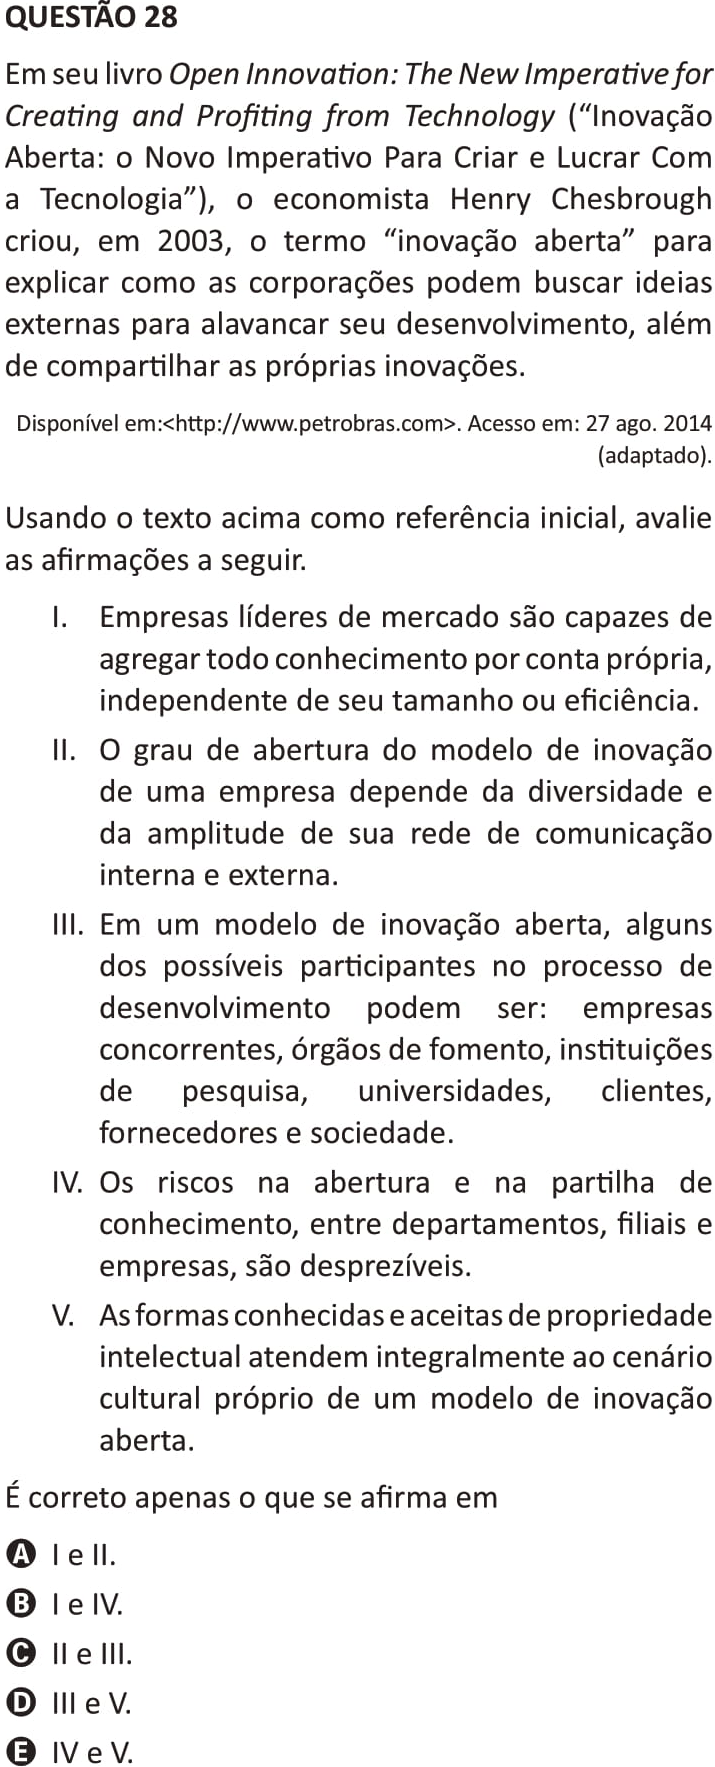 QUESTÃO 28
Em seu livro Open Innovation: The New Imperative for
Creating and Profiting from Technology (“Inovação
Aberta: o Novo Imperativo Para Criar e Lucrar Com
a Tecnologia”), o economista Henry Chesbrough
criou, em 2003, o termo “inovação aberta” para
explicar como as corporações podem buscar ideias
externas para alavancar seu desenvolvimento, além
de compartilhar as próprias inovações.
Disponível em:<http://www.petrobras.com>. Acesso em: 27 ago. 2014
(adaptado).
Usando o texto acima como referência inicial, avalie
as afirmações a seguir.
I. Empresas líderes de mercado são capazes de
agregar todo conhecimento por conta própria,
independente de seu tamanho ou eficiência.
II. O grau de abertura do modelo de inovação
de uma empresa depende da diversidade e
da amplitude de sua rede de comunicação
interna e externa.
III. Em um modelo de inovação aberta, alguns
dos possíveis participantes no processo de
desenvolvimento podem ser: empresas
concorrentes, órgãos de fomento, instituições
de pesquisa, universidades, clientes,
fornecedores e sociedade.
IV. Os riscos na abertura e na partilha de
conhecimento, entre departamentos, filiais e
empresas, são desprezíveis.
V. As formas conhecidas e aceitas de propriedade
intelectual atendem integralmente ao cenário
cultural próprio de um modelo de inovação
aberta.
É correto apenas o que se afirma em
A I e II.
B I e IV.
C II e III.
D III e V.
E IV e V.